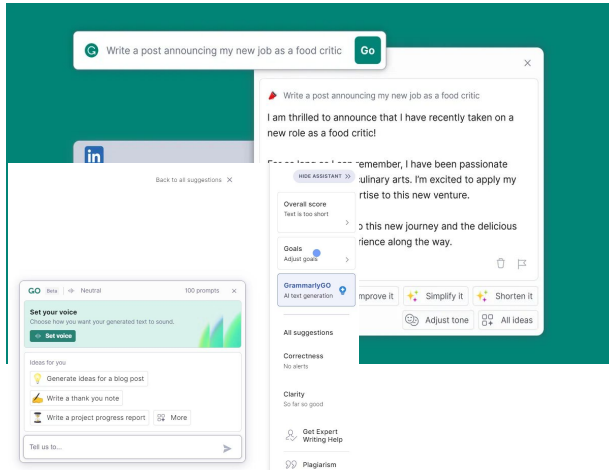 Write a post announcing my new job as a food critic
Go
Write a post announcing my new job as a food critic
I am thrilled to announce that I have recently taken on a
new role as a food critic!
remember, I have been passionate
culinary arts. I'm excited to apply my
rtise to this new venture.
o this new journey and the delicious
rience along the way.
mprove it
Simplify it
Shorten it
Adjust tone
All ideas
in
Back to all suggestions
HIDE ASSISTANT
Overall score
Text is too short
Goals
Adjust goals
GrammarlyGO
AI text generation
All suggestions
Correctness
No alerts
Clarity
So far so good
Get Expert
Writing Help
Plagiarism
GO Beta Neutral 100 prompts
Set your voice
Choose how you want your generated text to sound.
Set voice
Ideas for you
Generate ideas for a blog post
Write a thank you note
Write a project progress report
More
Tell us to...